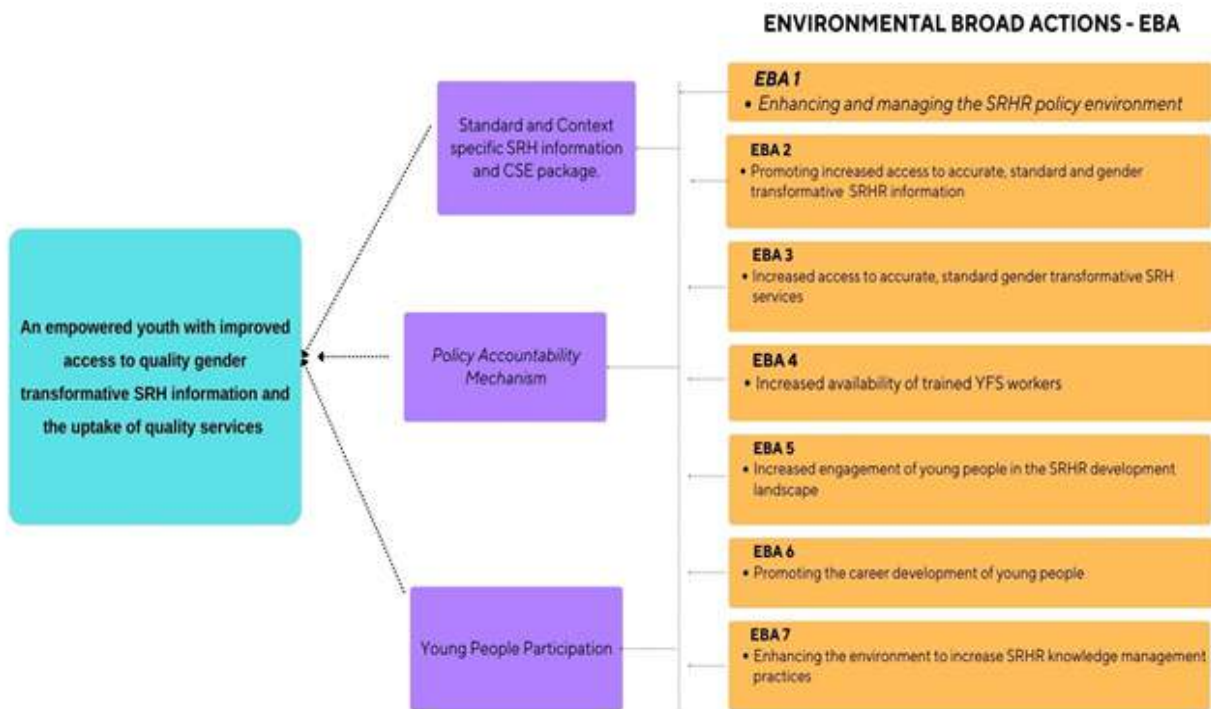 ENVIRONMENTAL BROAD ACTIONS - EBA
An empowered youth with improved
access to quality gender
transformative SRH information and
the uptake of quality services
Standard and Context
specific SRH information
and CSE package.
Policy Accountability
Mechanism
Young People Participation
EBA 1
• Enhancing and managing the SRHR policy environment
EBA 2
• Promoting increased access to accurate, standard and gender
transformative SRHR information
EBA 3
• Increased access to accurate, standard gender transformative SRH
services
EBA 4
• Increased availability of trained YFS workers
EBA 5
• Increased engagement of young people in the SRHR development
landscape
EBA 6
• Promoting the career development of young people
EBA 7
• Enhancing the environment to increase SRHR knowledge management
practices